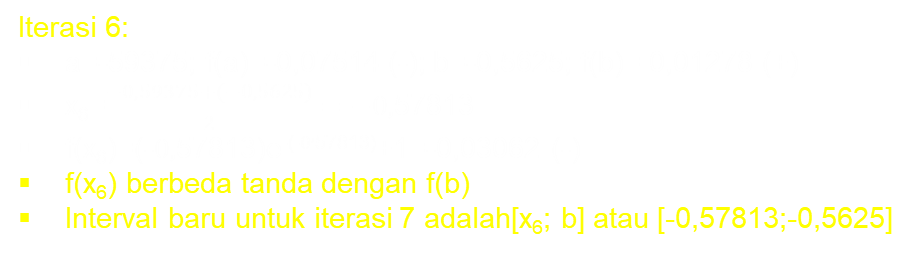 Iterasi 6:
▪ f(x₆) berbeda tanda dengan f(b)
▪ Interval baru untuk iterasi 7 adalah[x₆; b] atau [-0,57813;-0,5625]